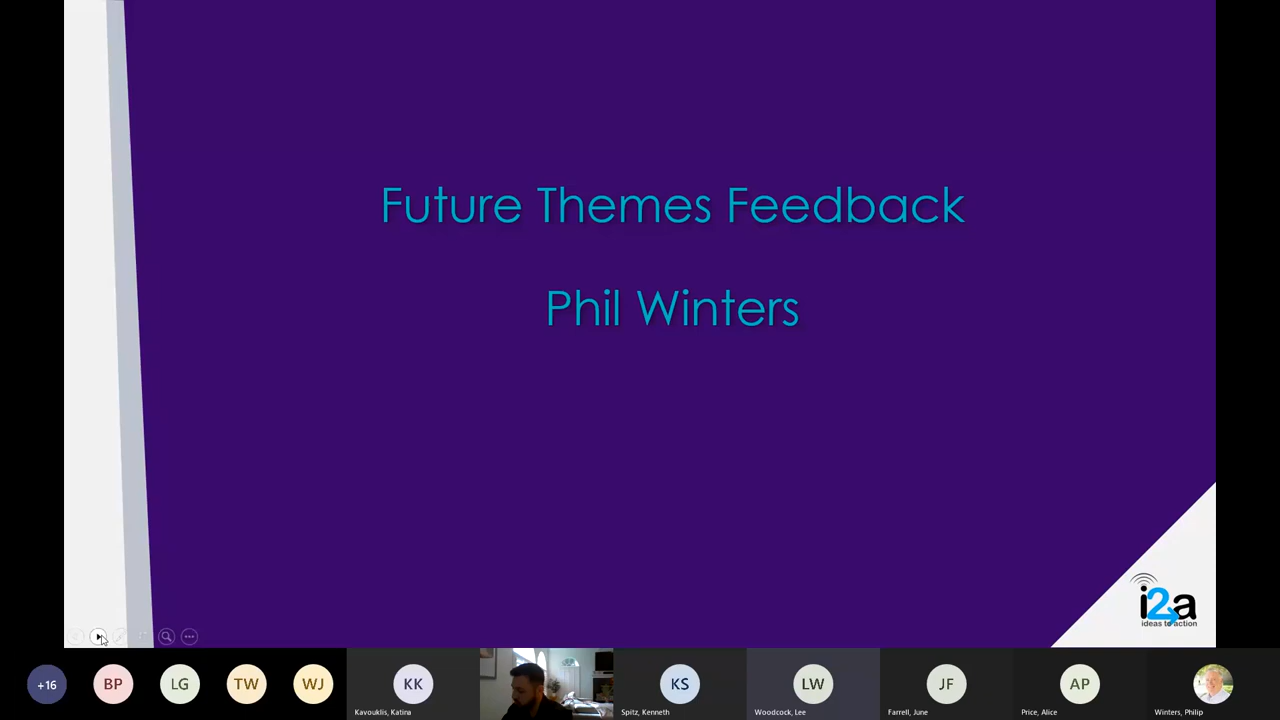 Future Themes Feedback
Phil Winters
i2a
ideas to action
+16
BP
LG
TW
WJ
KK
Kavouklis, Katina
KS
Spitz, Kenneth
LW
Woodcock, Lee
JF
Farrell, June
AP
Price, Alice
Winters, Philip